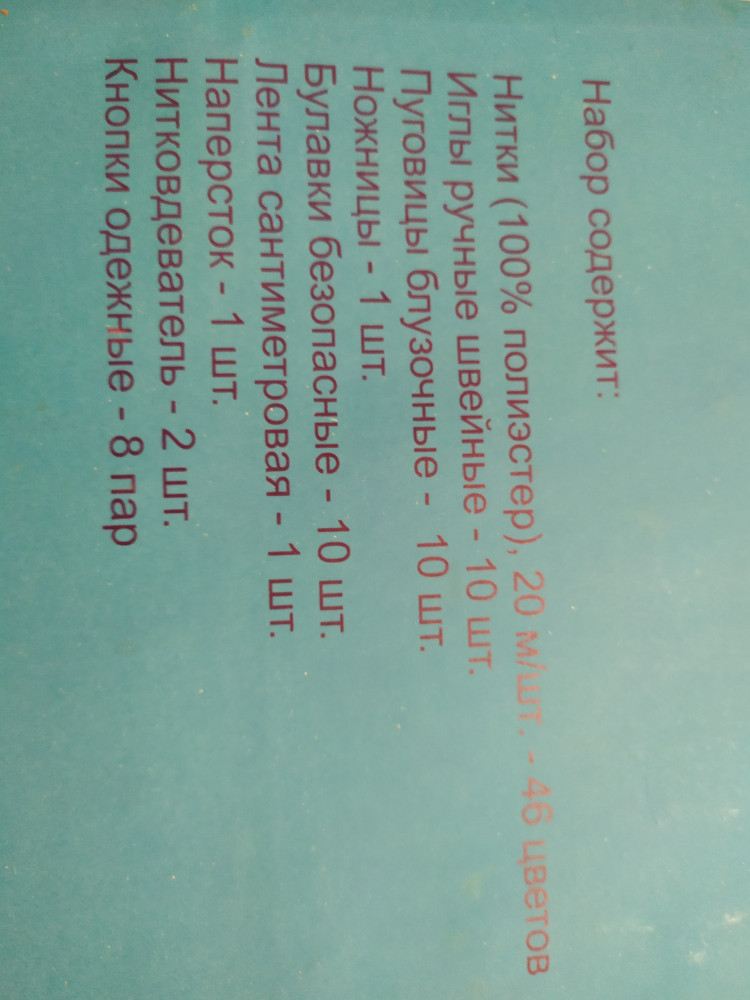 Набор содержит:
Нитки (100% полиэстер), 20 м/шт. - 46 цветов
Иглы ручные швейные - 10 шт.
Пуговицы блузочные - 10 шт.
Ножницы - 1 шт.
Булавки безопасные - 10 шт.
Лента сантиметровая - 1 шт.
Наперсток - 1 шт.
Нитковдеватель - 2 шт.
Кнопки одежные - 8 пар